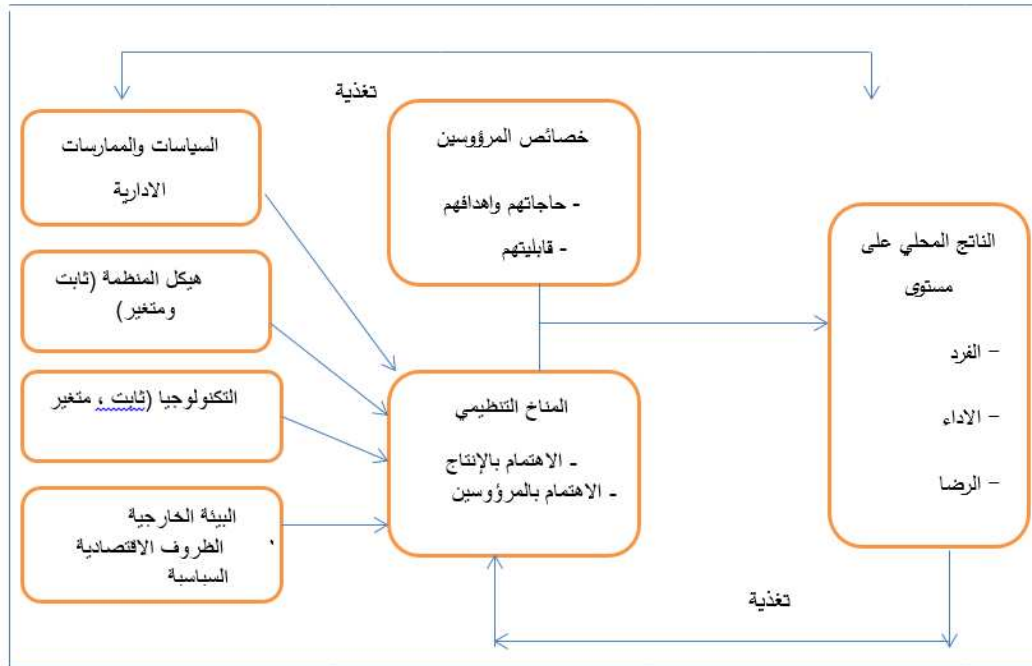 تغذية
خصائص المرؤوسين
- حاجاتهم واهدافهم
- قابليتهم
السياسات والممارسات
الادارية
هيكل المنظمة (ثابت
ومتغير)
التكنولوجيا (ثابت ، متغير
البيئة الخارجية
الظروف الاقتصادية
السياسبة
المناخ التنظيمي
- الاهتمام بالإنتاج
- الاهتمام بالمرؤوسين
الناتج المحلي على
مستوى
- الفرد
- الاداء
- الرضا
تغذية